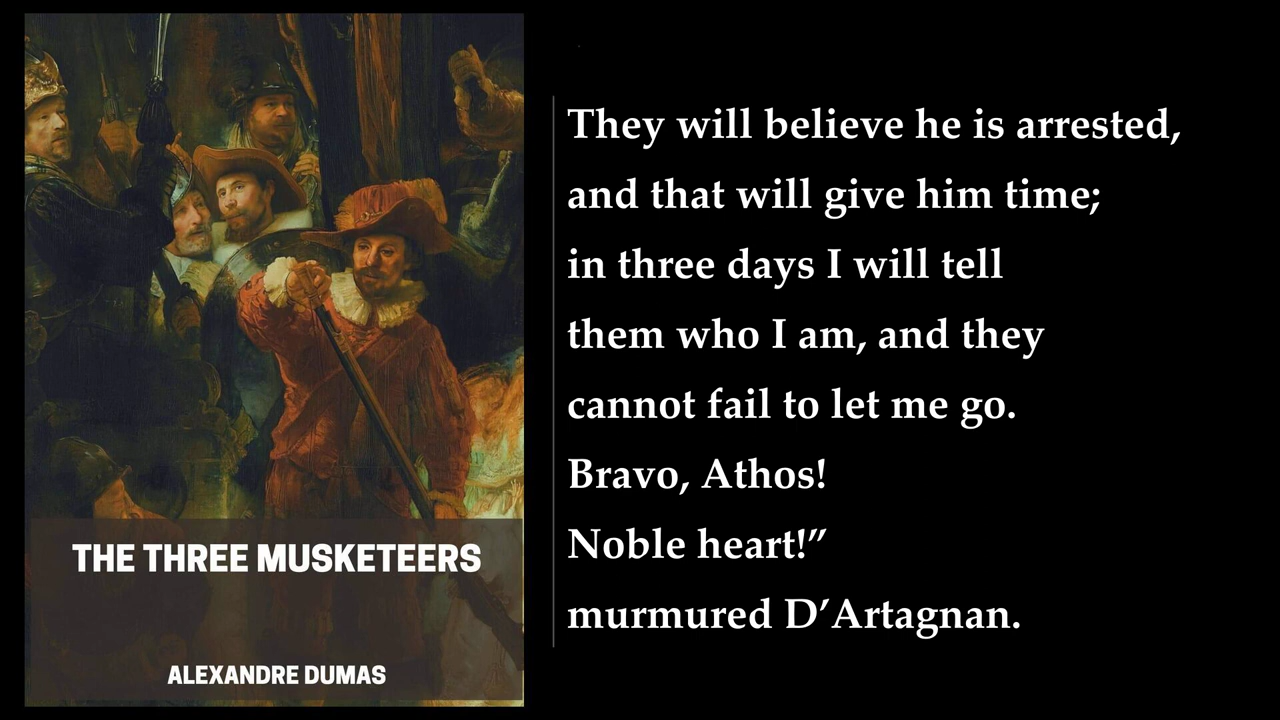 THE THREE MUSKETEERS
ALEXANDRE DUMAS
They will believe he is arrested,
and that will give him time;
in three days I will tell
them who I am, and they
cannot fail to let me go.
Bravo, Athos!
Noble heart!”
murmured D’Artagnan.